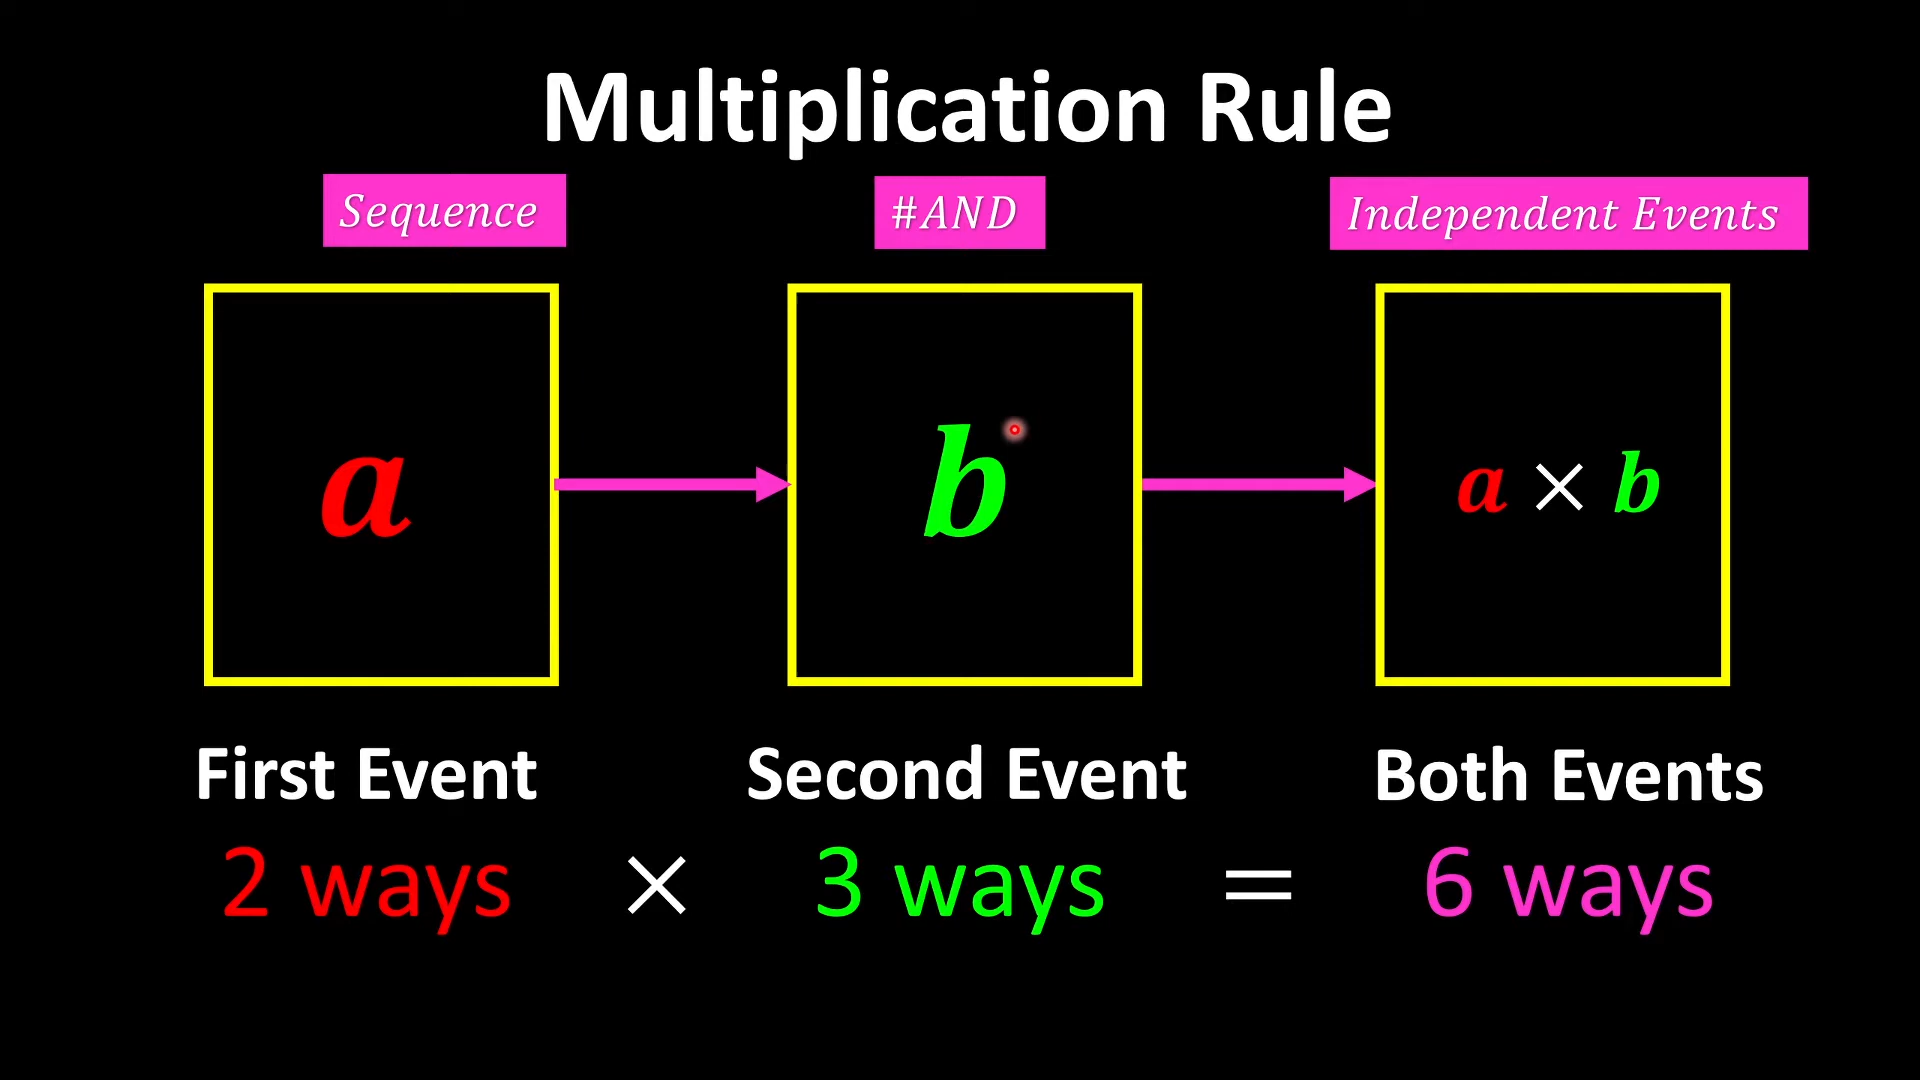 Multiplication Rule
Sequence
#AND
Independent Events
a
b
a × b
First Event
Second Event
Both Events
2 ways × 3 ways = 6 ways